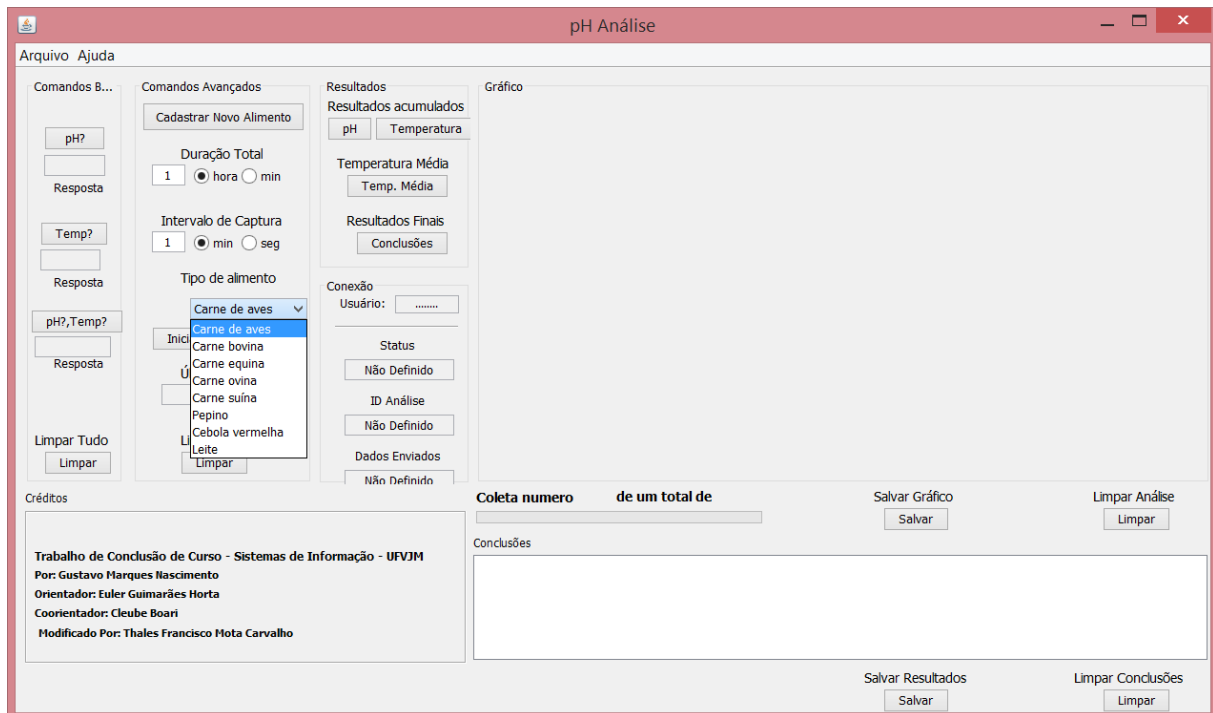 pH Análise
Arquivo Ajuda
Comandos B...
pH?
Resposta
Temp?
Resposta
pH?,Temp?
Resposta
Limpar Tudo
Limpar
Comandos Avançados
Cadastrar Novo Alimento
Duração Total
1 hora min
Intervalo de Captura
1 min seg
Tipo de alimento
Carne de aves
Carne de aves
Carne bovina
Carne equina
Carne ovina
Carne suína
Pepino
Cebola vermelha
Leite
Inici
Ú
Li
Limpar
Resultados
Resultados acumulados
pH Temperatura
Temperatura Média
Temp. Média
Resultados Finais
Conclusões
Conexão
Usuário: ........
Status
Não Definido
ID Análise
Não Definido
Dados Enviados
Não Definido
Gráfico
Créditos
Trabalho de Conclusão de Curso - Sistemas de Informação - UFVJM
Por: Gustavo Marques Nascimento
Orientador: Euler Guimarães Horta
Coorientador: Cleube Boari
Modificado Por: Thales Francisco Mota Carvalho
Coleta numero de um total de
Salvar Gráfico
Salvar
Limpar Análise
Limpar
Conclusões
Salvar Resultados
Salvar
Limpar Conclusões
Limpar